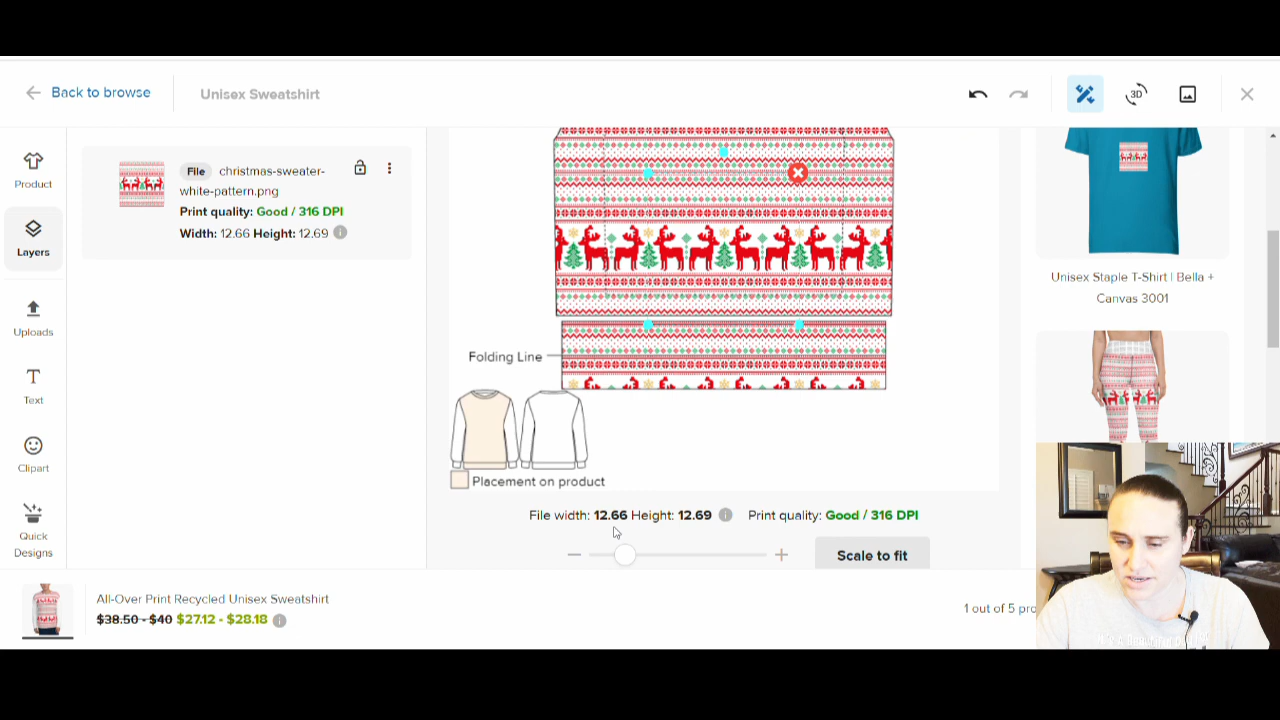 Back to browse
Unisex Sweatshirt
3D
Product
Layers
Uploads
Text
Clipart
Quick
Designs
File christmas-sweater-
white-pattern.png
Print quality: Good / 316 DPI
Width: 12.66 Height: 12.69
Folding Line
Placement on product
File width: 12.66 Height: 12.69
Print quality: Good / 316 DPI
Scale to fit
Unisex Staple T-Shirt | Bella +
Canvas 3001
All-Over Print Recycled Unisex Sweatshirt
$38.50 - $40 $27.12 - $28.18
1 out of 5 pro